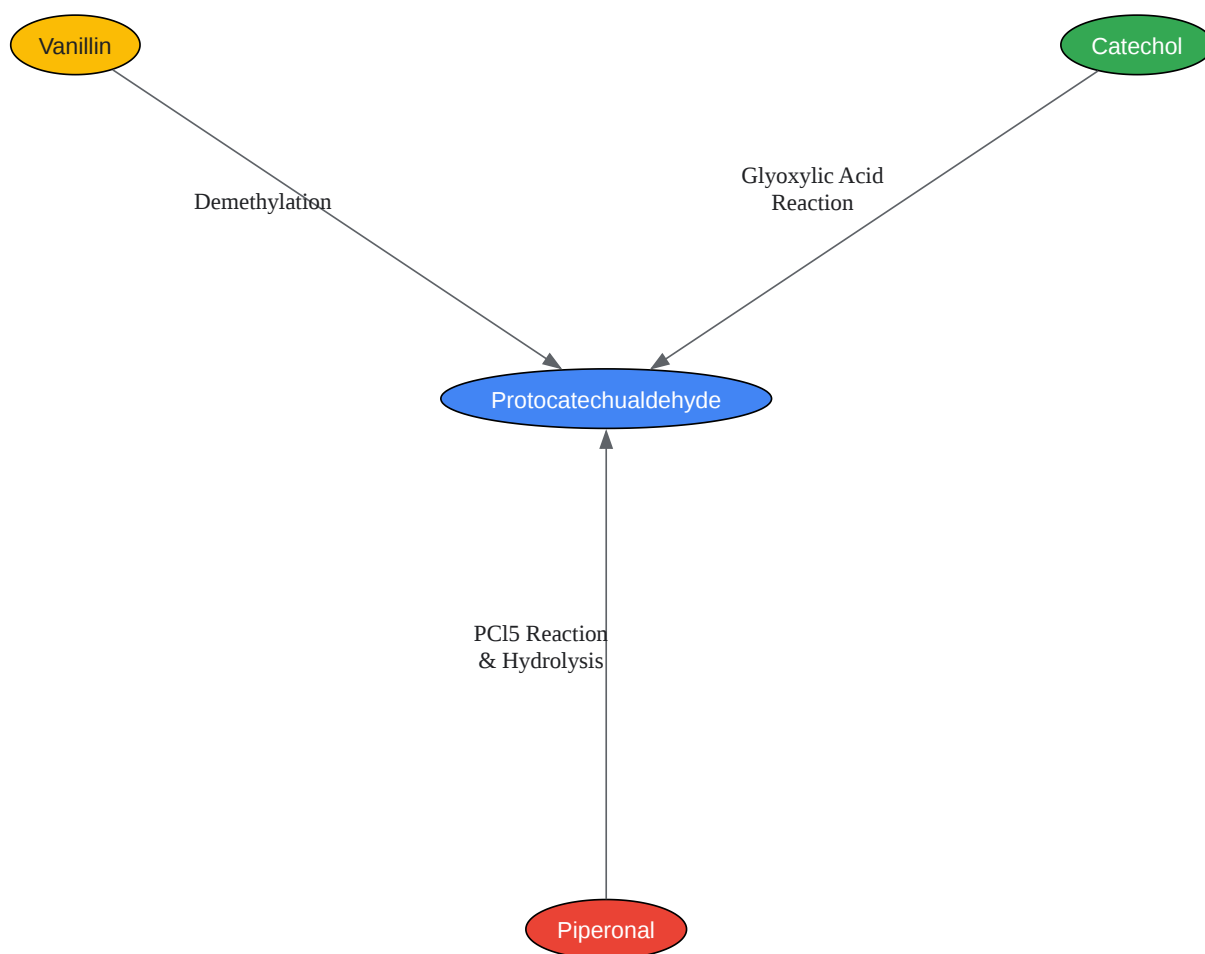 Vanillin
Catechol
Glyoxylic Acid
Reaction
Demethylation
Protocatechualdehyde
PCl5 Reaction
& Hydrolysis
Piperonal